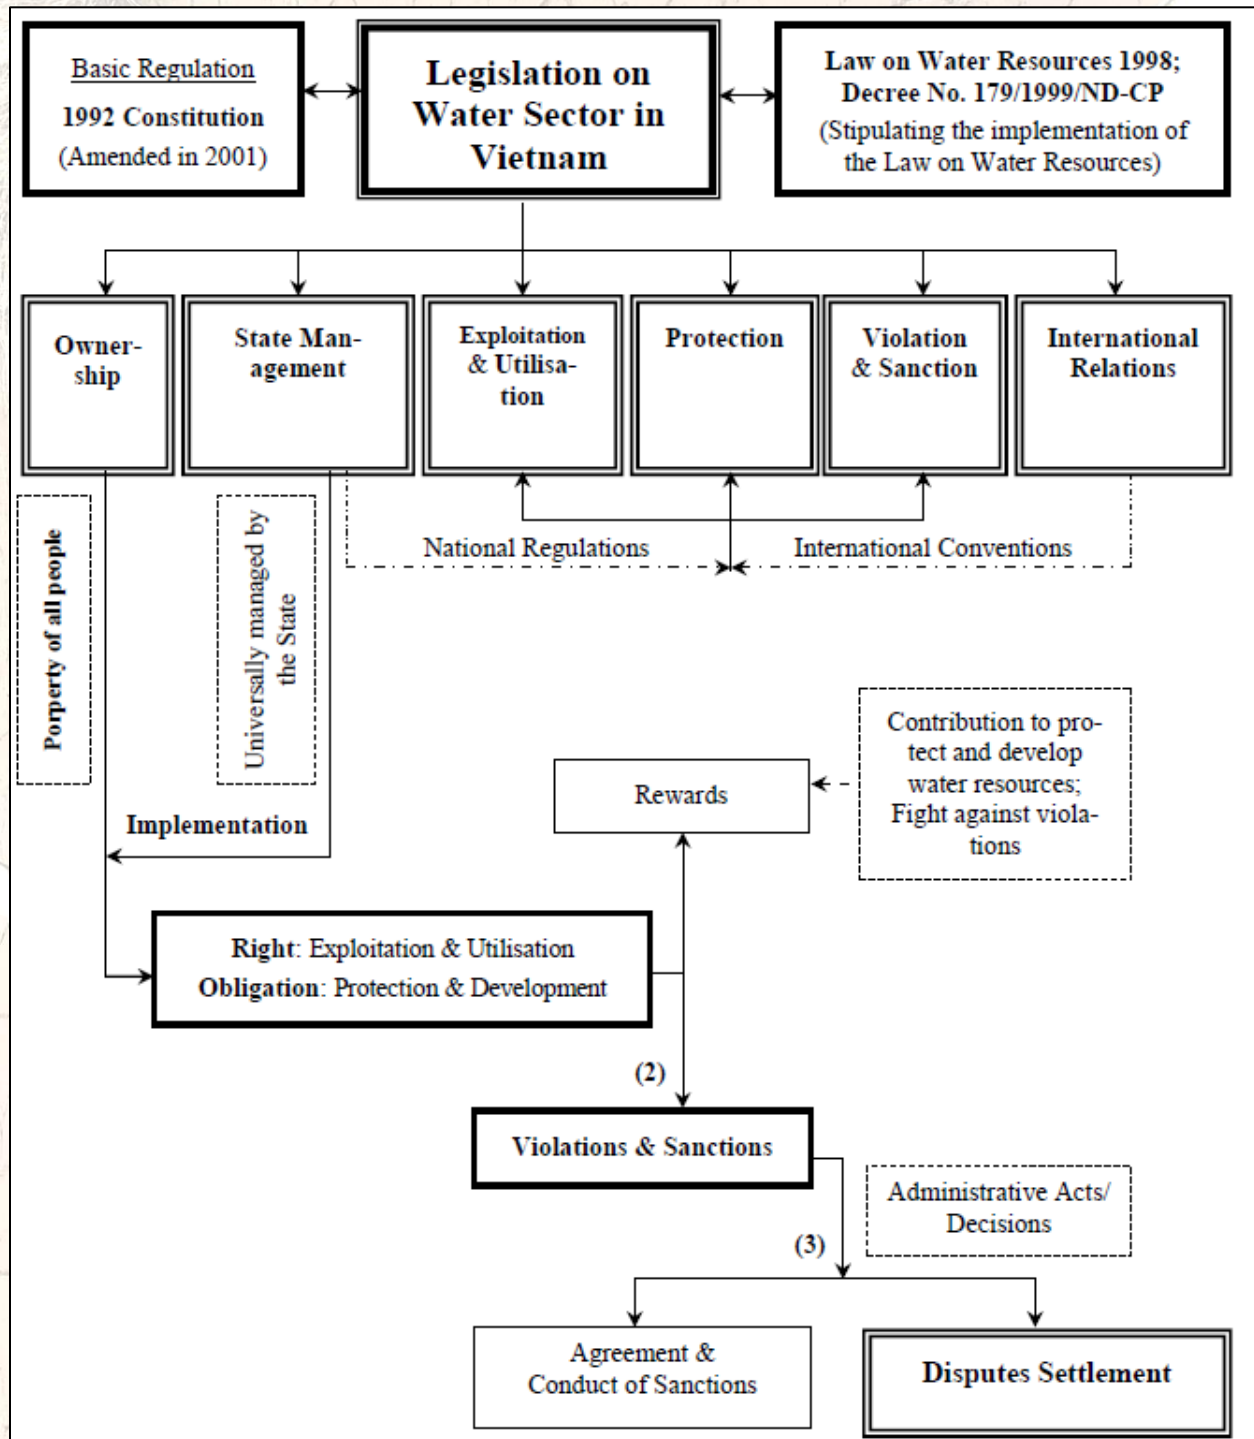 Basic Regulation
1992 Constitution
(Amended in 2001)
Legislation on
Water Sector in
Vietnam
Law on Water Resources 1998;
Decree No. 179/1999/ND-CP
(Stipulating the implementation of
the Law on Water Resources)
Owner-
ship
State Man-
agement
Exploitation
& Utilisa-
tion
Protection
Violation
& Sanction
International
Relations
National Regulations
International Conventions
Porperty of all people
Universally managed by
the State
Implementation
Rewards
Contribution to pro-
tect and develop
water resources;
Fight against viola-
tions
Right: Exploitation & Utilisation
Obligation: Protection & Development
(2)
Violations & Sanctions
Administrative Acts/
Decisions
(3)
Agreement &
Conduct of Sanctions
Disputes Settlement